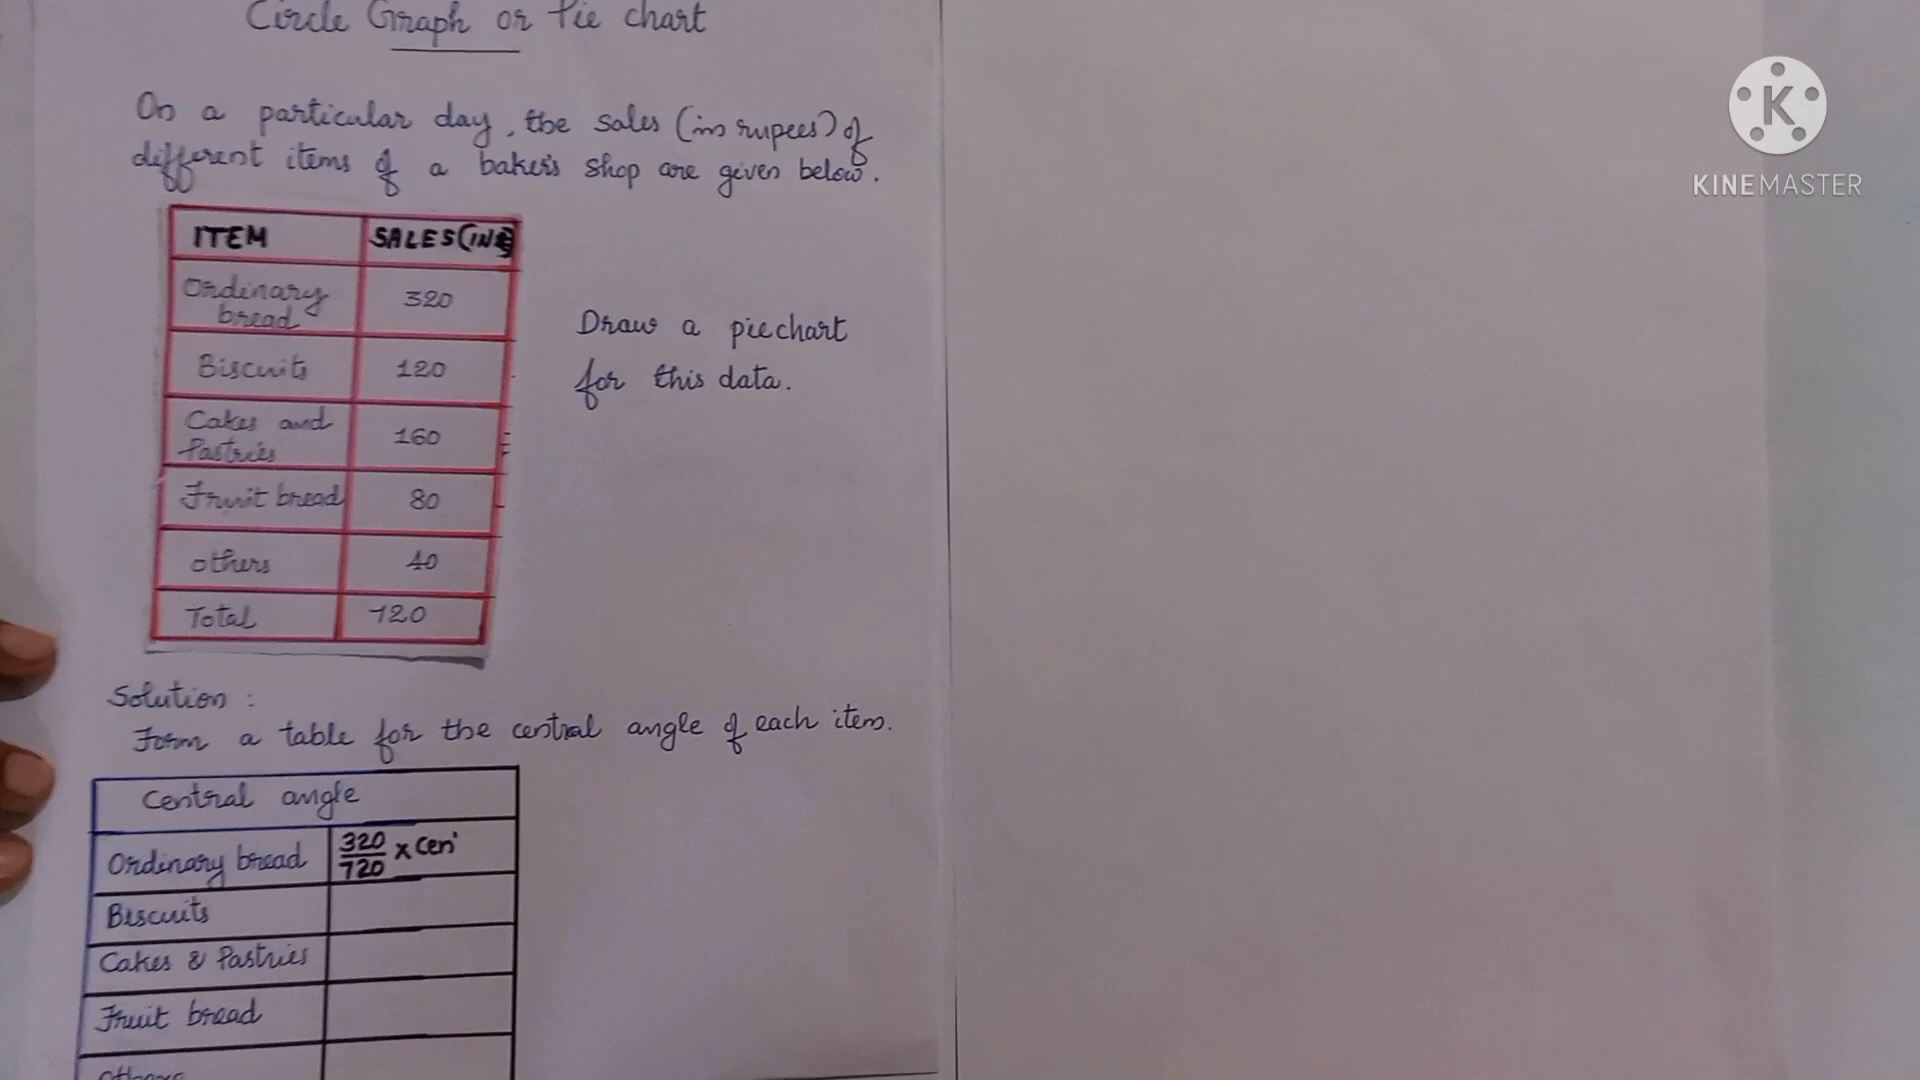 Circle Graph or Pie chart
On a particular day, the sales (in rupees) of
different items of a baker's shop are given below.
ITEM SALES(IN
Ordinary bread 320
Biscuits 120
Cakes and Pastries 160
Fruit bread 80
others 40
Total 720
Draw a piechart
for this data.
Solution :
Form a table for the central angle of each item.
Central angle
Ordinary bread 320/720 x Cen
Biscuits
Cakes & Pastries
Fruit bread
Others
K
KINEMASTER